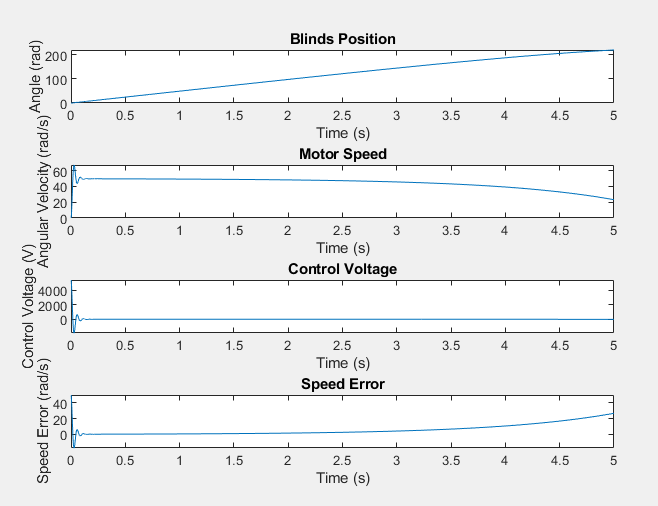 Blinds Position
Angle (rad)
200
100
0
0 0.5 1 1.5 2 2.5 3 3.5 4 4.5 5
Time (s)
Motor Speed
Angular Velocity (rad/s)
60
40
20
0
0 0.5 1 1.5 2 2.5 3 3.5 4 4.5 5
Time (s)
Control Voltage
Control Voltage (V)
4000
2000
0
0 0.5 1 1.5 2 2.5 3 3.5 4 4.5 5
Time (s)
Speed Error
Speed Error (rad/s)
40
20
0
0 0.5 1 1.5 2 2.5 3 3.5 4 4.5 5
Time (s)